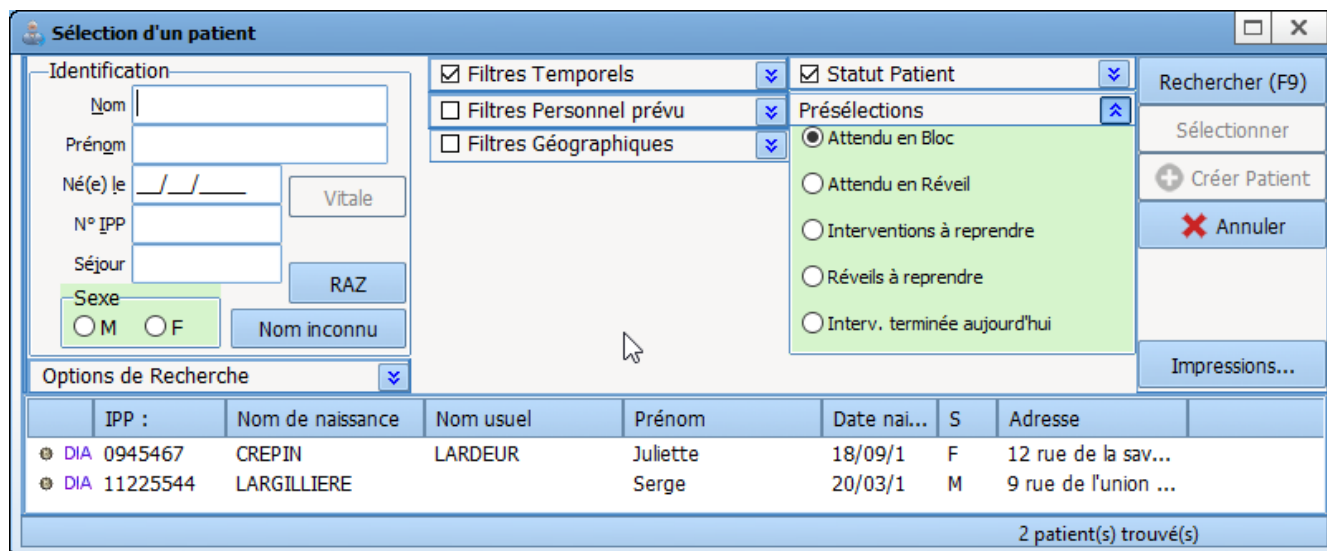 Sélection d'un patient
Identification
Nom
Prénom
Né(e) le __/__/____
Vitale
N° IPP
Séjour
RAZ
Sexe
M F
Nom inconnu
Options de Recherche
Filtres Temporels
Filtres Personnel prévu
Filtres Géographiques
Statut Patient
Présélections
Attendu en Bloc
Attendu en Réveil
Interventions à reprendre
Réveils à reprendre
Interv. terminée aujourd'hui
Rechercher (F9)
Sélectionner
Créer Patient
Annuler
Impressions...
IPP : Nom de naissance Nom usuel Prénom Date nai... S Adresse
DIA 0945467 CREPIN LARDEUR Juliette 18/09/1 F 12 rue de la sav...
DIA 11225544 LARGILLIERE Serge 20/03/1 M 9 rue de l'union ...
2 patient(s) trouvé(s)